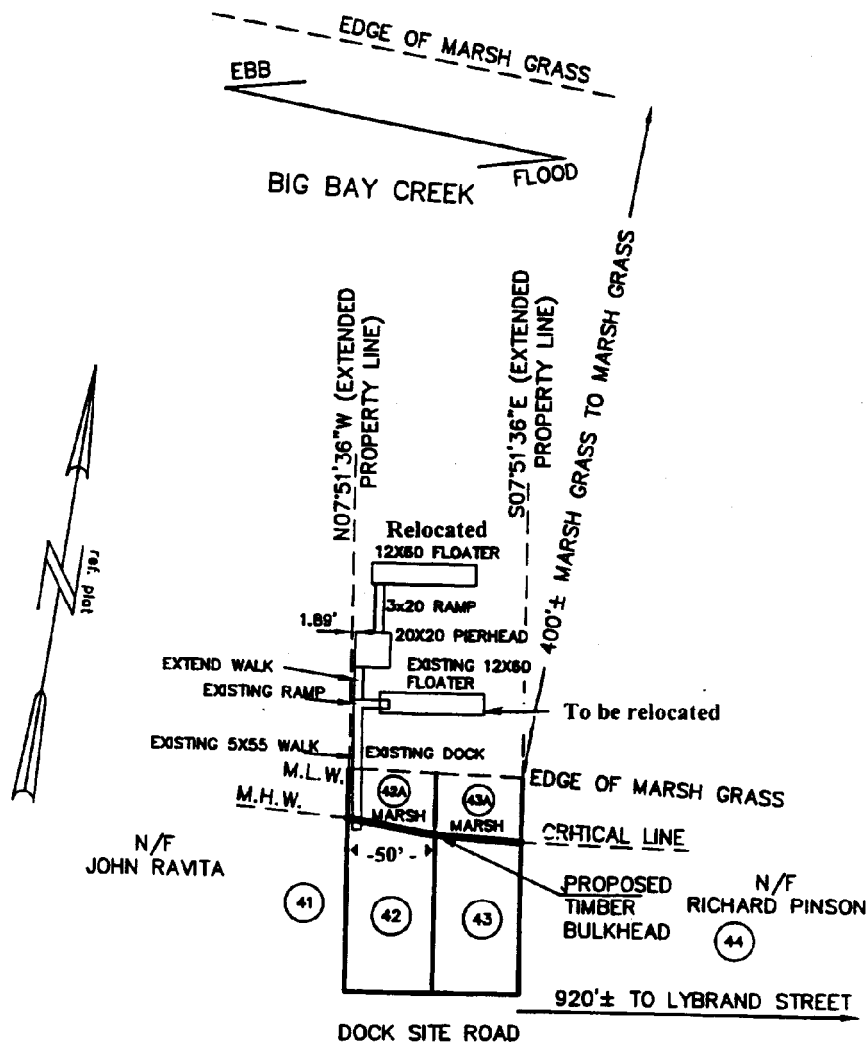 EDGE OF MARSH GRASS
EBB
FLOOD
BIG BAY CREEK
400'± MARSH GRASS TO MARSH GRASS
N07°51'36"W (EXTENDED
PROPERTY LINE)
S07°51'36"E (EXTENDED
PROPERTY LINE)
ref. plat
N
Relocated
12X60 FLOATER
3x20 RAMP
1.89'
20X20 PIERHEAD
EXTEND WALK
EXISTING 12X60
FLOATER
EXISTING RAMP
To be relocated
EXISTING 5X55 WALK
EXISTING DOCK
M.L.W.
EDGE OF MARSH GRASS
42A
43A
M.H.W.
MARSH
MARSH
CRITICAL LINE
N/F
JOHN RAVITA
-50'-
PROPOSED
TIMBER
BULKHEAD
N/F
RICHARD PINSON
41
42
43
44
920'± TO LYBRAND STREET
DOCK SITE ROAD